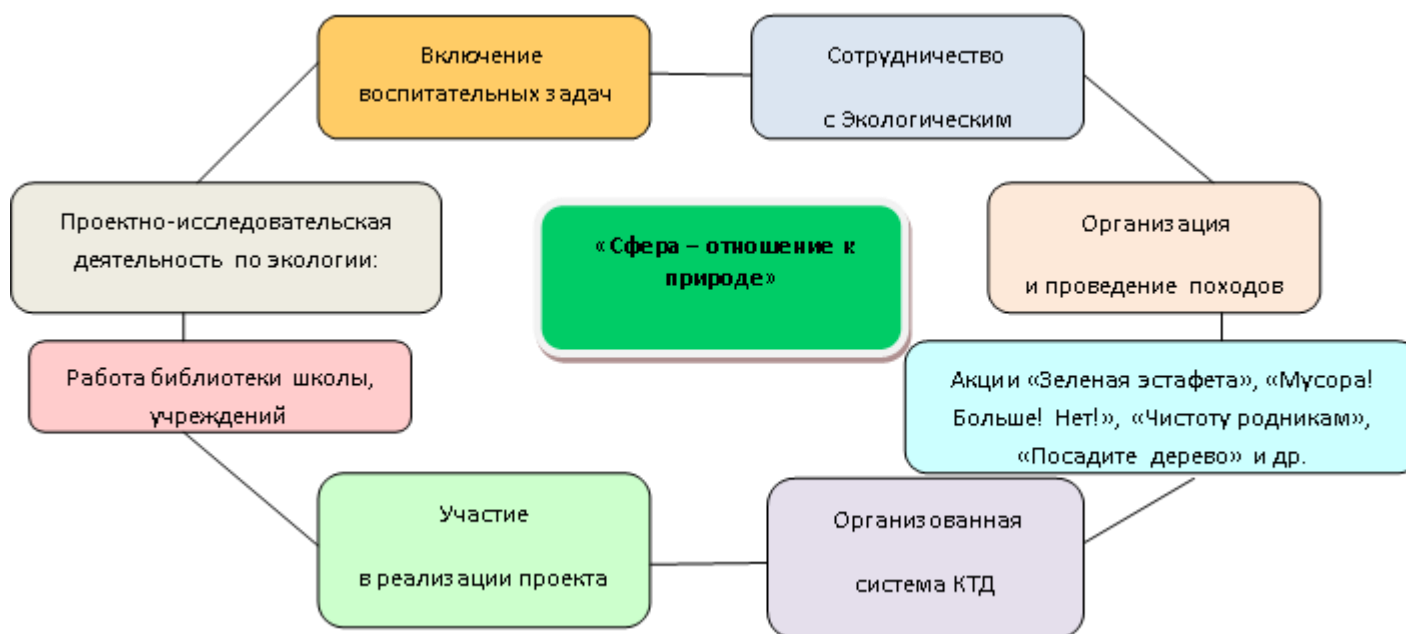 Включение
воспитательных задач
Сотрудничество
с Экологическим
Проектно-исследовательская
деятельность по экологии:
«Сфера – отношение к
природе»
Организация
и проведение походов
Работа библиотеки школы,
учреждений
Акции «Зеленая эстафета», «Мусора!
Больше! Нет!», «Чистоту родникам»,
«Посадите дерево» и др.
Участие
в реализации проекта
Организованная
система КТД